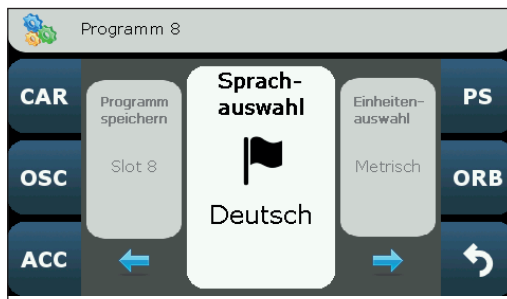 Programm 8
CAR
OSC
ACC
Programm
speichern
Slot 8
Sprach-
auswahl
Deutsch
Einheiten-
auswahl
Metrisch
PS
ORB